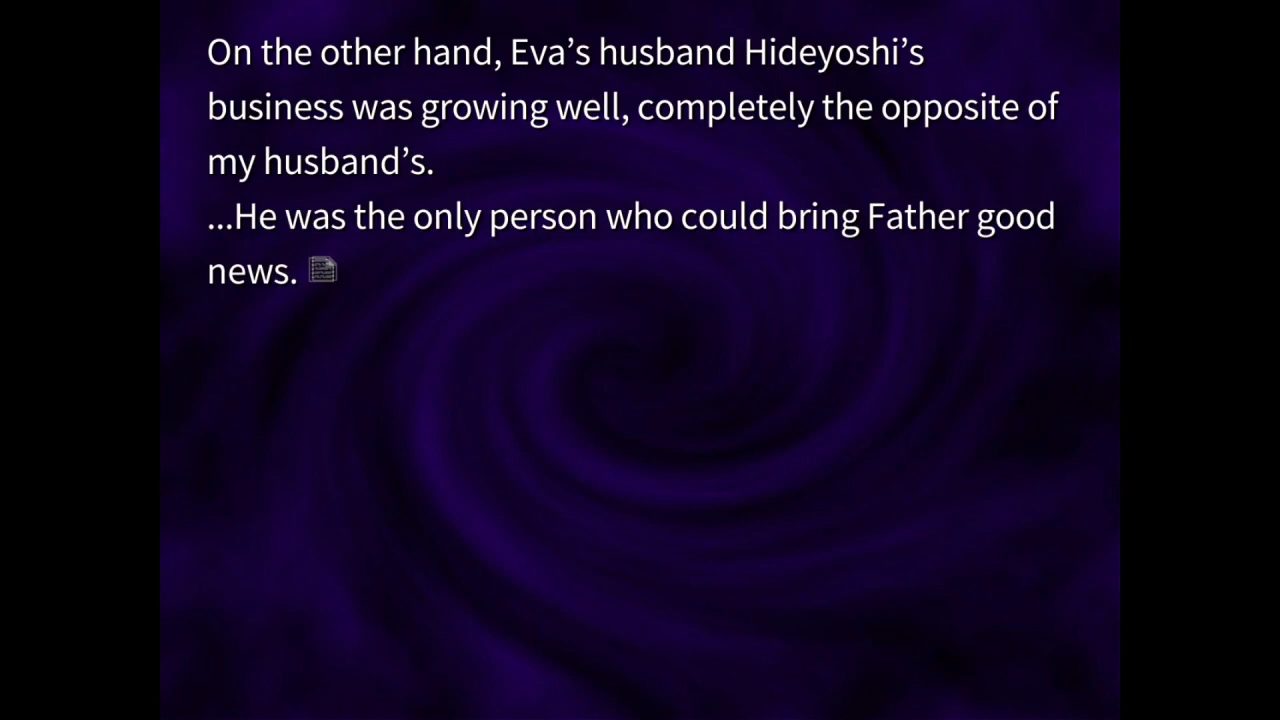 On the other hand, Eva’s husband Hideyoshi’s
business was growing well, completely the opposite of
my husband’s.
...He was the only person who could bring Father good
news.